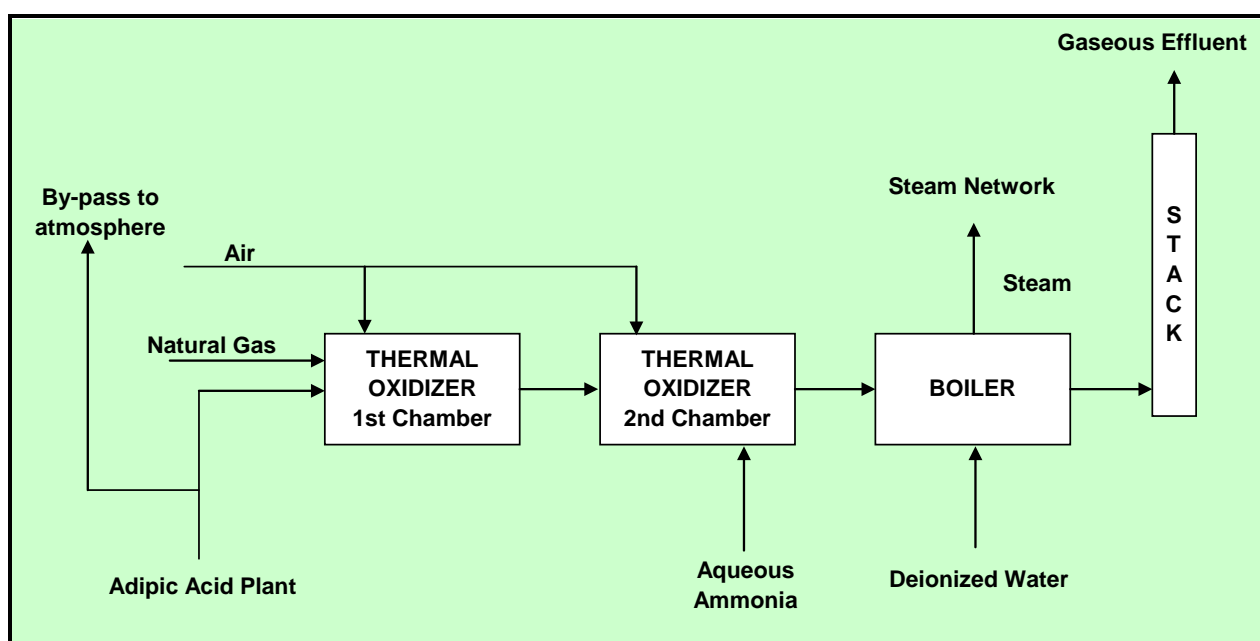 Gaseous Effluent
By-pass to
atmosphere
Steam Network
S
T
A
C
K
Air
Steam
Natural Gas
THERMAL
OXIDIZER
1st Chamber
THERMAL
OXIDIZER
2nd Chamber
BOILER
Adipic Acid Plant
Aqueous
Ammonia
Deionized Water